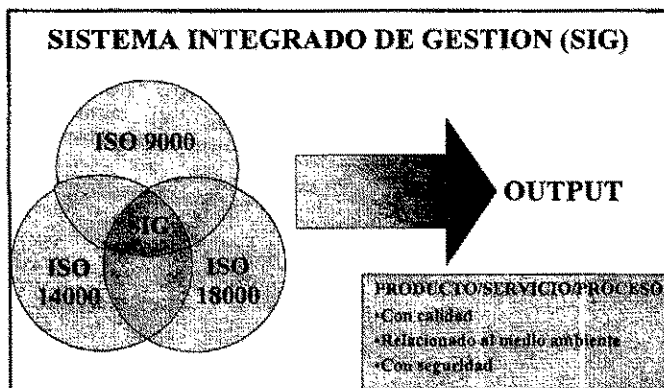 SISTEMA INTEGRADO DE GESTION (SIG)
ISO 9000
SIG
ISO
14000
ISO
18000
OUTPUT
PRODUCTO/SERVICIO/PROCESO
•Con calidad
•Relacionado al medio ambiente
•Con seguridad